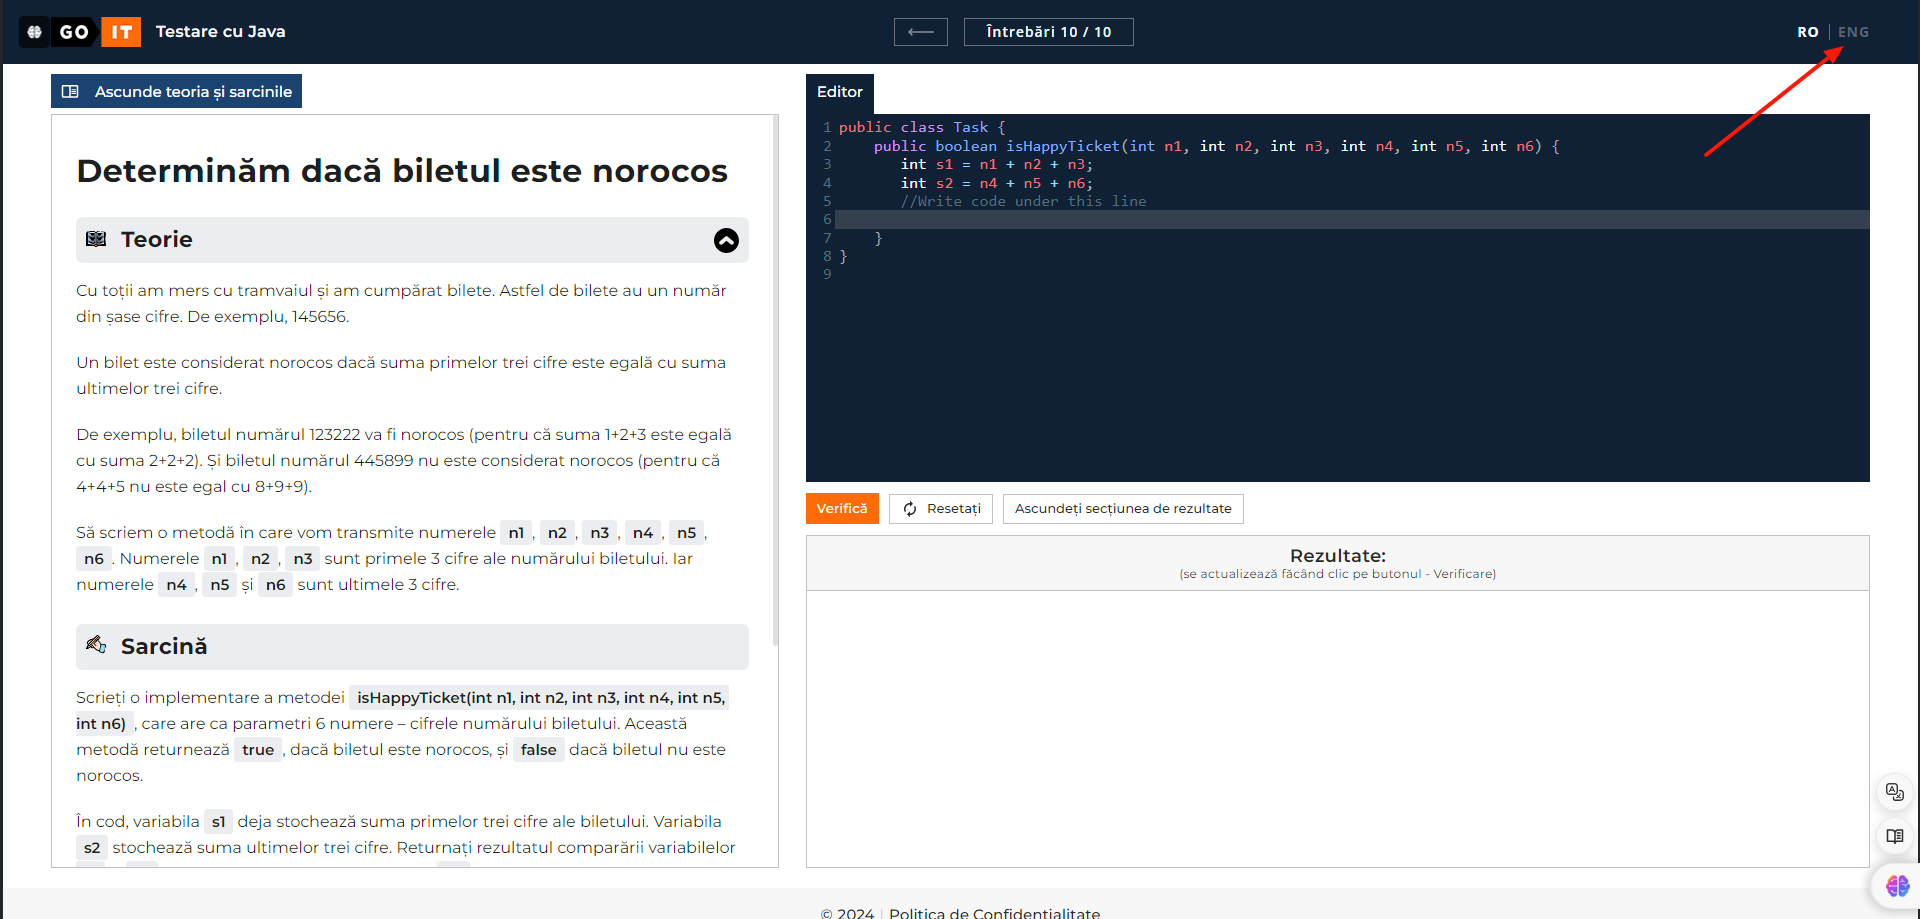 GO IT Testare cu Java
⟵ Întrebări 10 / 10
RO | ENG
Ascunde teoria și sarcinile
Determinăm dacă biletul este norocos
Teorie
Cu toții am mers cu tramvaiul și am cumpărat bilete. Astfel de bilete au un număr
din șase cifre. De exemplu, 145656.
Un bilet este considerat norocos dacă suma primelor trei cifre este egală cu suma
ultimelor trei cifre.
De exemplu, biletul numărul 123222 va fi norocos (pentru că suma 1+2+3 este egală
cu suma 2+2+2). Și biletul numărul 445899 nu este considerat norocos (pentru că
4+4+5 nu este egal cu 8+9+9).
Să scriem o metodă în care vom transmite numerele n1 , n2 , n3 , n4 , n5 ,
n6 . Numerele n1 , n2 , n3 sunt primele 3 cifre ale numărului biletului. Iar
numerele n4 , n5 și n6 sunt ultimele 3 cifre.
Sarcină
Scrieți o implementare a metodei isHappyTicket(int n1, int n2, int n3, int n4, int n5,
int n6) , care are ca parametri 6 numere – cifrele numărului biletului. Această
metodă returnează true , dacă biletul este norocos, și false dacă biletul nu este
norocos.
În cod, variabila s1 deja stochează suma primelor trei cifre ale biletului. Variabila
s2 stochează suma ultimelor trei cifre. Returnați rezultatul comparării variabilelor
Editor
1 public class Task {
2 public boolean isHappyTicket(int n1, int n2, int n3, int n4, int n5, int n6) {
3 int s1 = n1 + n2 + n3;
4 int s2 = n4 + n5 + n6;
5 //Write code under this line
6
7 }
8 }
9
Verifică Resetați Ascundeți secțiunea de rezultate
Rezultate:
(se actualizează făcând clic pe butonul - Verificare)
© 2024 | Politica de Confidentialitate